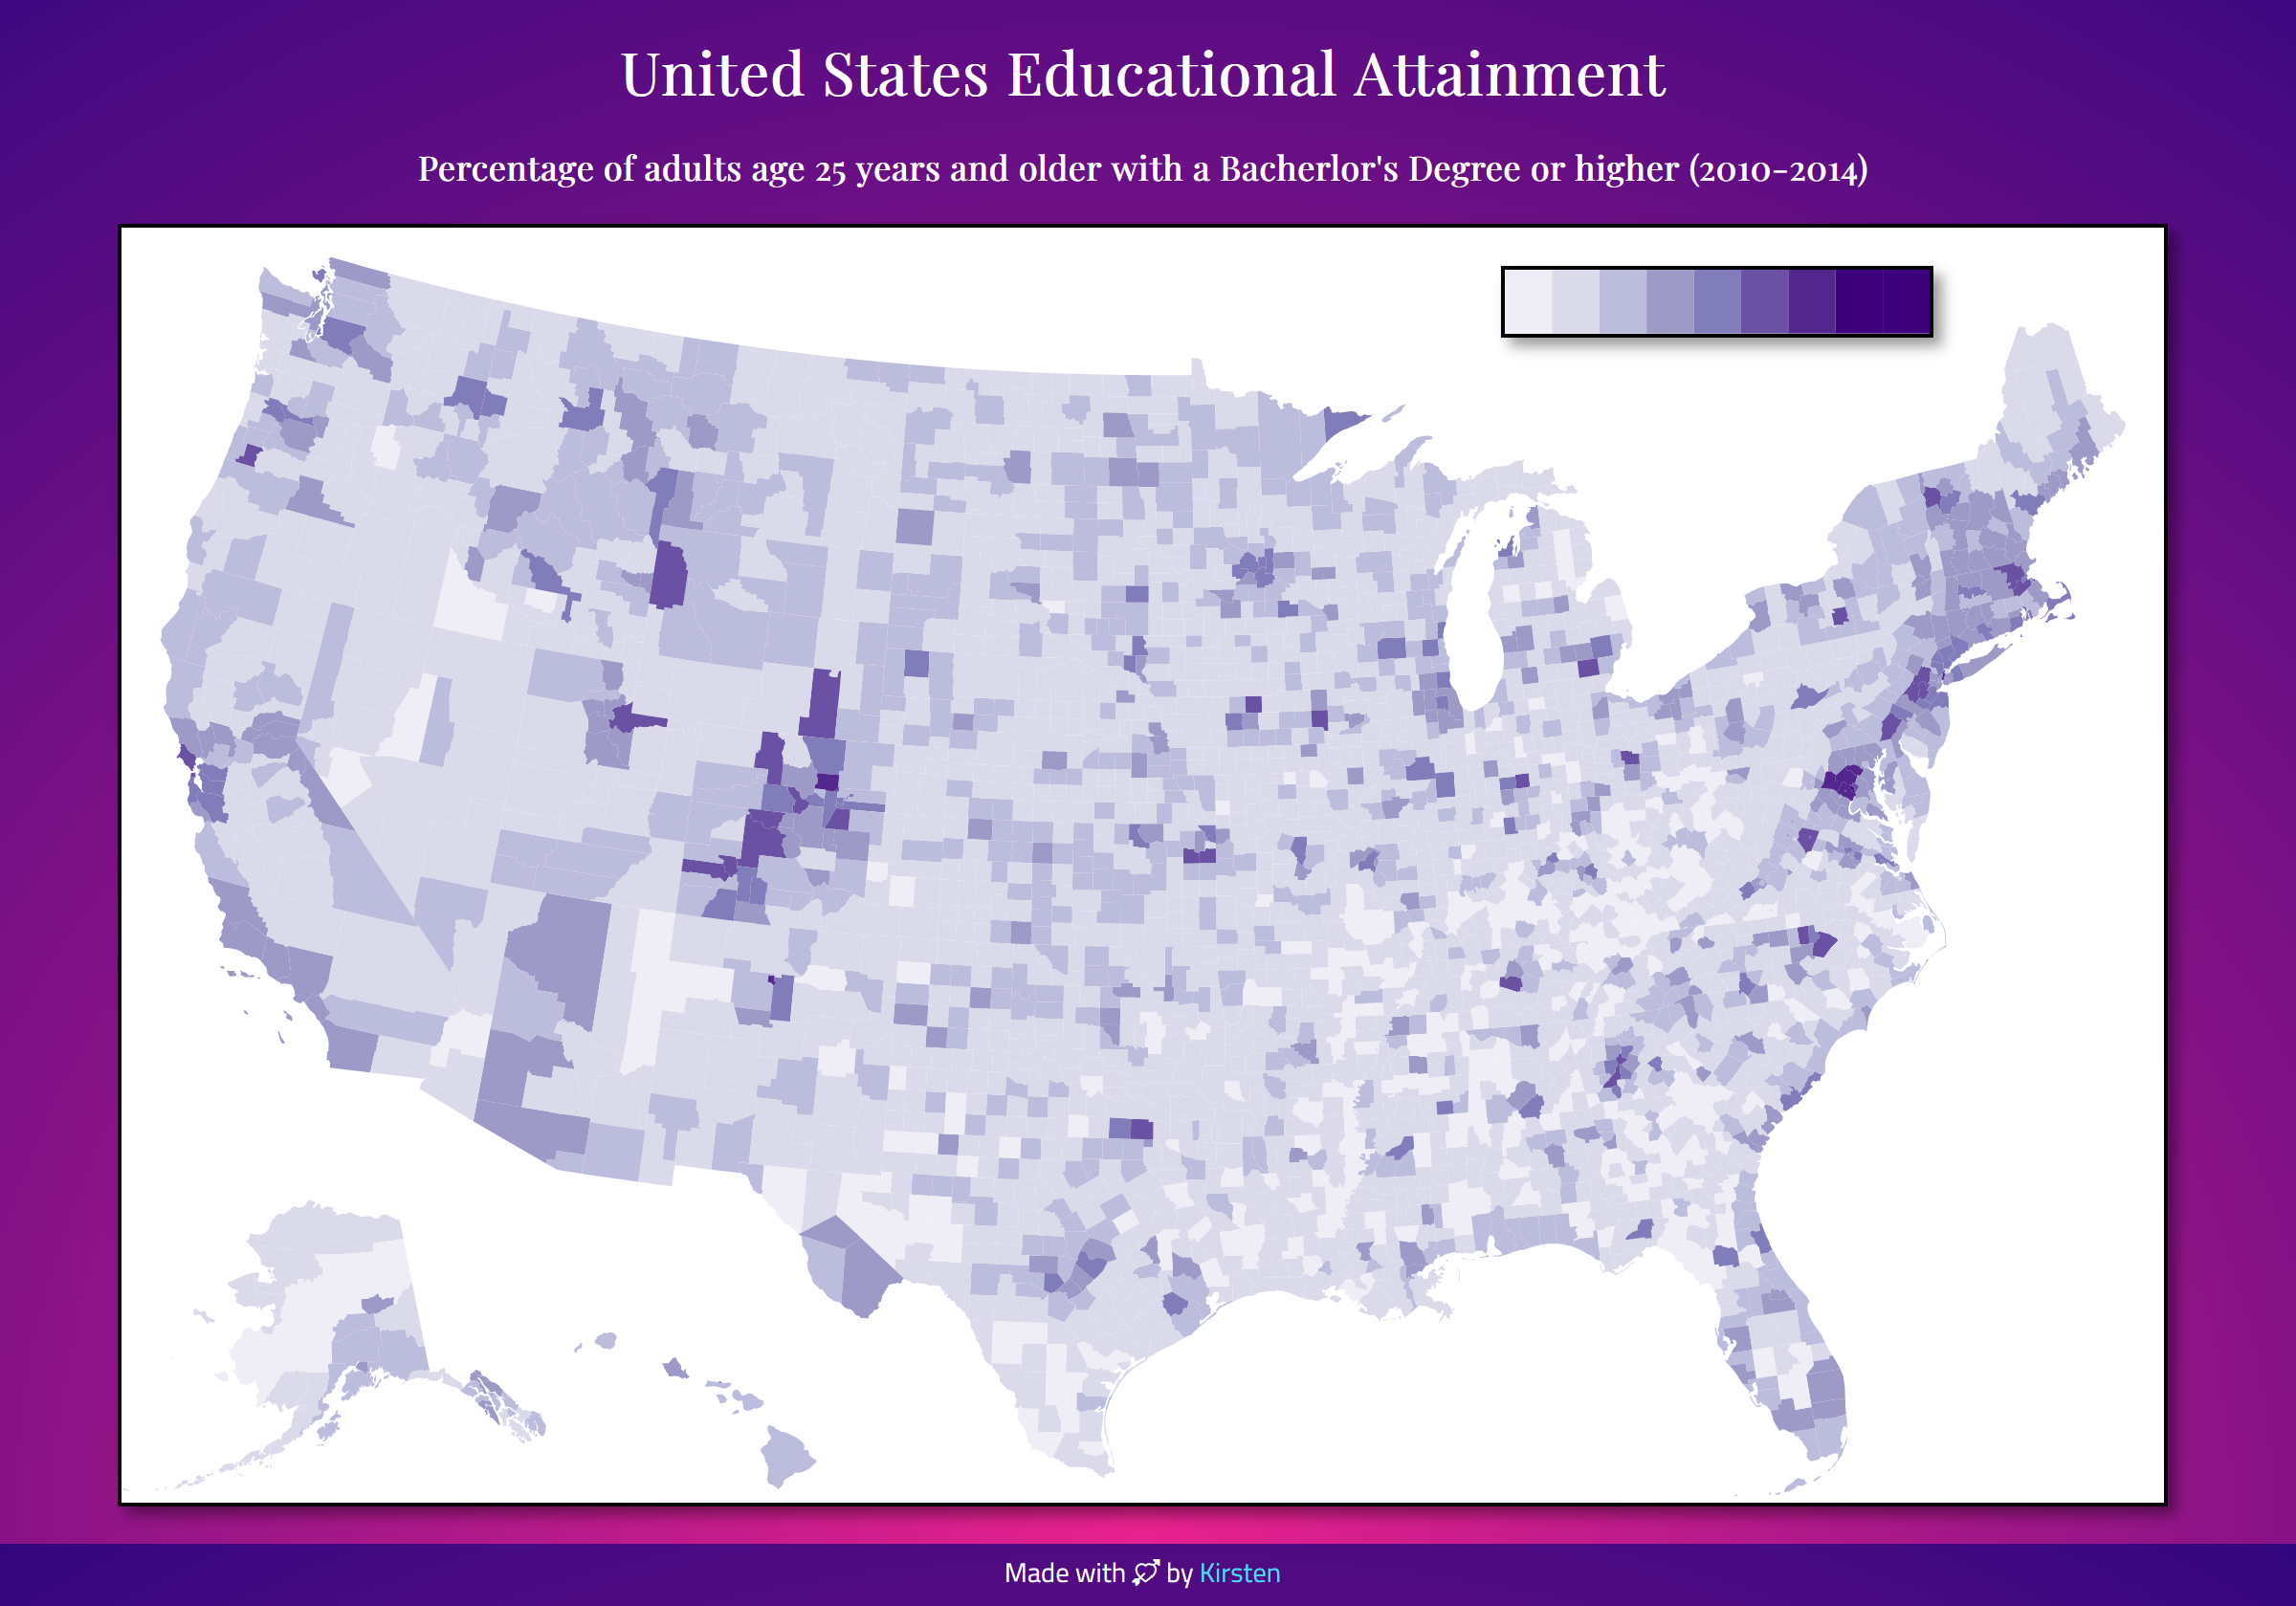 United States Educational Attainment
Percentage of adults age 25 years and older with a Bacherlor's Degree or higher (2010-2014)
Made with by Kirsten